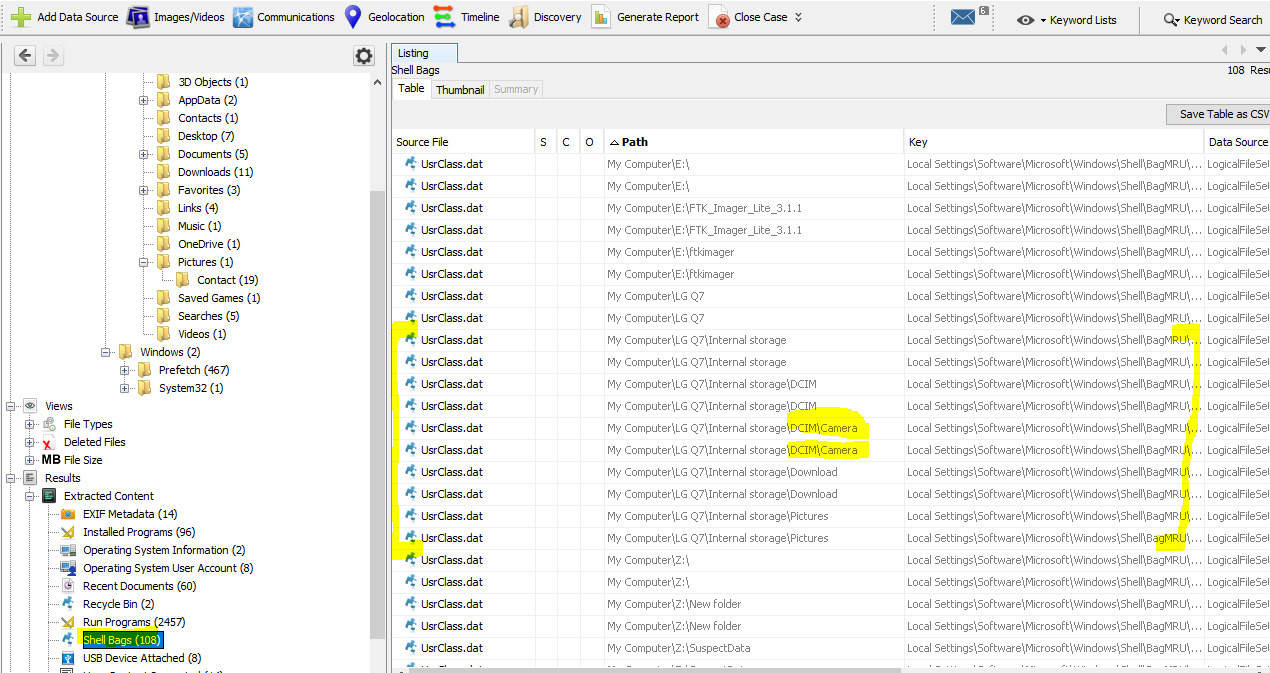 Add Data Source Images/Videos Communications Geolocation Timeline Discovery Generate Report Close Case 6 Keyword Lists Keyword Search
3D Objects (1)
AppData (2)
Contacts (1)
Desktop (7)
Documents (5)
Downloads (11)
Favorites (3)
Links (4)
Music (1)
OneDrive (1)
Pictures (1)
Contact (19)
Saved Games (1)
Searches (5)
Videos (1)
Windows (2)
Prefetch (467)
System32 (1)
Views
File Types
Deleted Files
MB File Size
Results
Extracted Content
EXIF Metadata (14)
Installed Programs (96)
Operating System Information (2)
Operating System User Account (8)
Recent Documents (60)
Recycle Bin (2)
Run Programs (2457)
Shell Bags (108)
USB Device Attached (8)
Listing
Shell Bags
108 Resu
Table Thumbnail Summary
Save Table as CSV
Source File S C O Path Key Data Source
UsrClass.dat My Computer\E:\ Local Settings\Software\Microsoft\Windows\Shell\BagMRU\... LogicalFileSe
UsrClass.dat My Computer\E:\ Local Settings\Software\Microsoft\Windows\Shell\BagMRU\... LogicalFileSe
UsrClass.dat My Computer\E:\FTK_Imager_Lite_3.1.1 Local Settings\Software\Microsoft\Windows\Shell\BagMRU\... LogicalFileSe
UsrClass.dat My Computer\E:\FTK_Imager_Lite_3.1.1 Local Settings\Software\Microsoft\Windows\Shell\BagMRU\... LogicalFileSe
UsrClass.dat My Computer\E:\ftkimager Local Settings\Software\Microsoft\Windows\Shell\BagMRU\... LogicalFileSe
UsrClass.dat My Computer\E:\ftkimager Local Settings\Software\Microsoft\Windows\Shell\BagMRU\... LogicalFileSe
UsrClass.dat My Computer\LG Q7 Local Settings\Software\Microsoft\Windows\Shell\BagMRU\... LogicalFileSe
UsrClass.dat My Computer\LG Q7 Local Settings\Software\Microsoft\Windows\Shell\BagMRU\... LogicalFileSe
UsrClass.dat My Computer\LG Q7\Internal storage Local Settings\Software\Microsoft\Windows\Shell\BagMRU\... LogicalFileSe
UsrClass.dat My Computer\LG Q7\Internal storage Local Settings\Software\Microsoft\Windows\Shell\BagMRU\... LogicalFileSe
UsrClass.dat My Computer\LG Q7\Internal storage\DCIM Local Settings\Software\Microsoft\Windows\Shell\BagMRU\... LogicalFileSe
UsrClass.dat My Computer\LG Q7\Internal storage\DCIM Local Settings\Software\Microsoft\Windows\Shell\BagMRU\... LogicalFileSe
UsrClass.dat My Computer\LG Q7\Internal storage\DCIM\Camera Local Settings\Software\Microsoft\Windows\Shell\BagMRU\... LogicalFileSe
UsrClass.dat My Computer\LG Q7\Internal storage\DCIM\Camera Local Settings\Software\Microsoft\Windows\Shell\BagMRU\... LogicalFileSe
UsrClass.dat My Computer\LG Q7\Internal storage\Download Local Settings\Software\Microsoft\Windows\Shell\BagMRU\... LogicalFileSe
UsrClass.dat My Computer\LG Q7\Internal storage\Download Local Settings\Software\Microsoft\Windows\Shell\BagMRU\... LogicalFileSe
UsrClass.dat My Computer\LG Q7\Internal storage\Pictures Local Settings\Software\Microsoft\Windows\Shell\BagMRU\... LogicalFileSe
UsrClass.dat My Computer\LG Q7\Internal storage\Pictures Local Settings\Software\Microsoft\Windows\Shell\BagMRU\... LogicalFileSe
UsrClass.dat My Computer\Z:\ Local Settings\Software\Microsoft\Windows\Shell\BagMRU\... LogicalFileSe
UsrClass.dat My Computer\Z:\ Local Settings\Software\Microsoft\Windows\Shell\BagMRU\... LogicalFileSe
UsrClass.dat My Computer\Z:\New folder Local Settings\Software\Microsoft\Windows\Shell\BagMRU\... LogicalFileSe
UsrClass.dat My Computer\Z:\New folder Local Settings\Software\Microsoft\Windows\Shell\BagMRU\... LogicalFileSe
UsrClass.dat My Computer\Z:\SuspectData Local Settings\Software\Microsoft\Windows\Shell\BagMRU\... LogicalFileSe